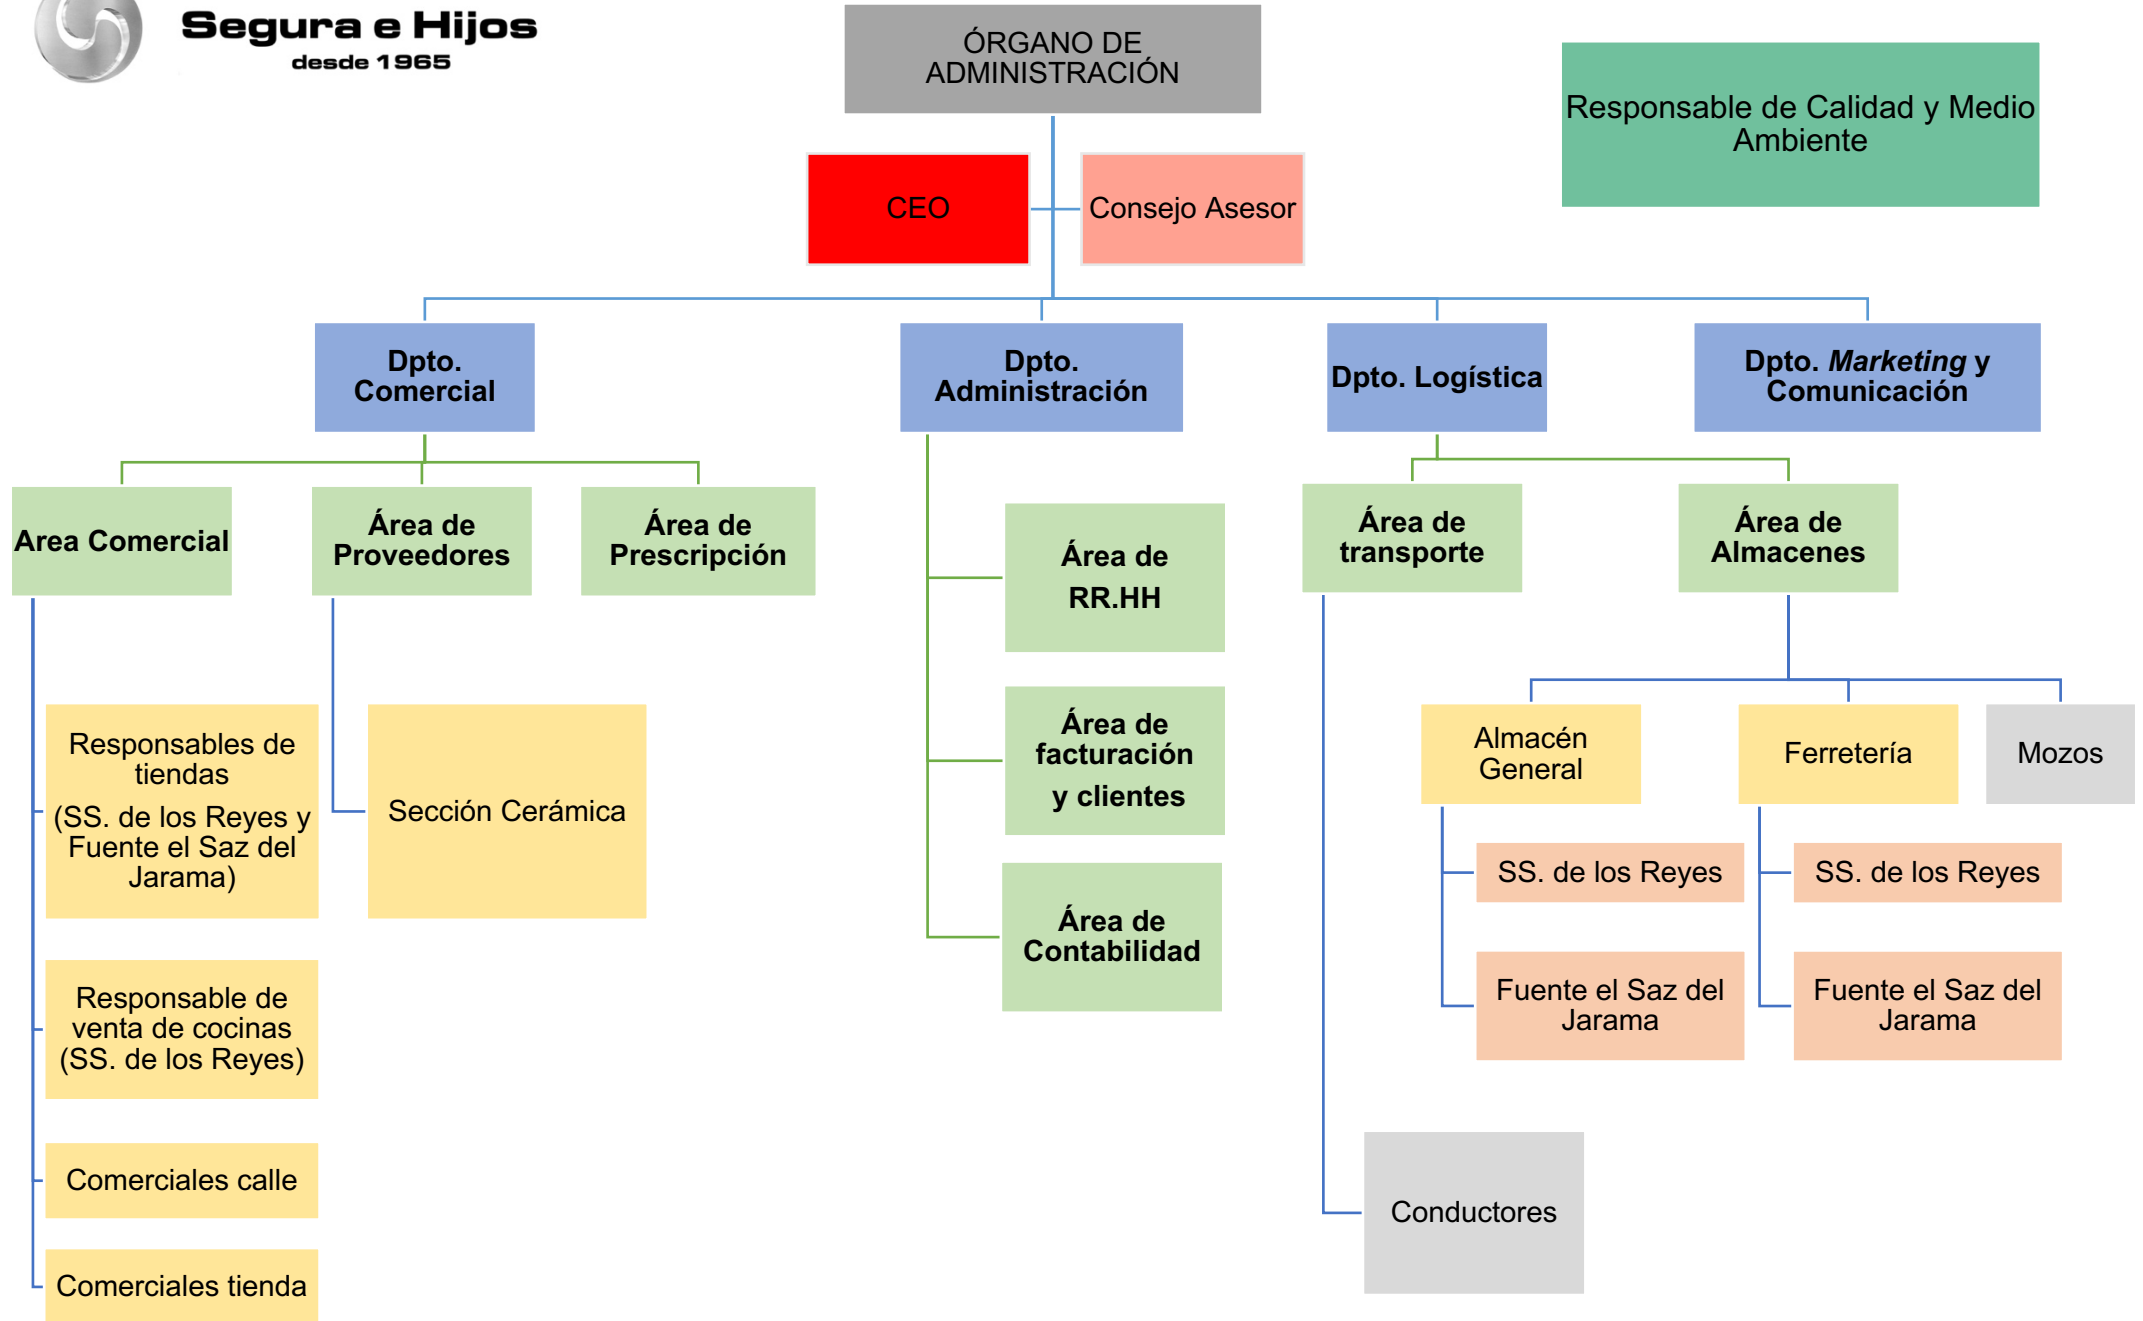 Segura e Hijos
desde 1965
ÓRGANO DE
ADMINISTRACIÓN
Responsable de Calidad y Medio
Ambiente
CEO
Consejo Asesor
Dpto.
Comercial
Dpto.
Administración
Dpto. Logística
Dpto. Marketing y
Comunicación
Area Comercial
Área de
Proveedores
Área de
Prescripción
Área de
RR.HH
Área de
facturación
y clientes
Área de
Contabilidad
Área de
transporte
Área de
Almacenes
Responsables de
tiendas
(SS. de los Reyes y
Fuente el Saz del
Jarama)
Sección Cerámica
Responsable de
venta de cocinas
(SS. de los Reyes)
Comerciales calle
Comerciales tienda
Almacén
General
Ferretería
Mozos
SS. de los Reyes
SS. de los Reyes
Fuente el Saz del
Jarama
Fuente el Saz del
Jarama
Conductores